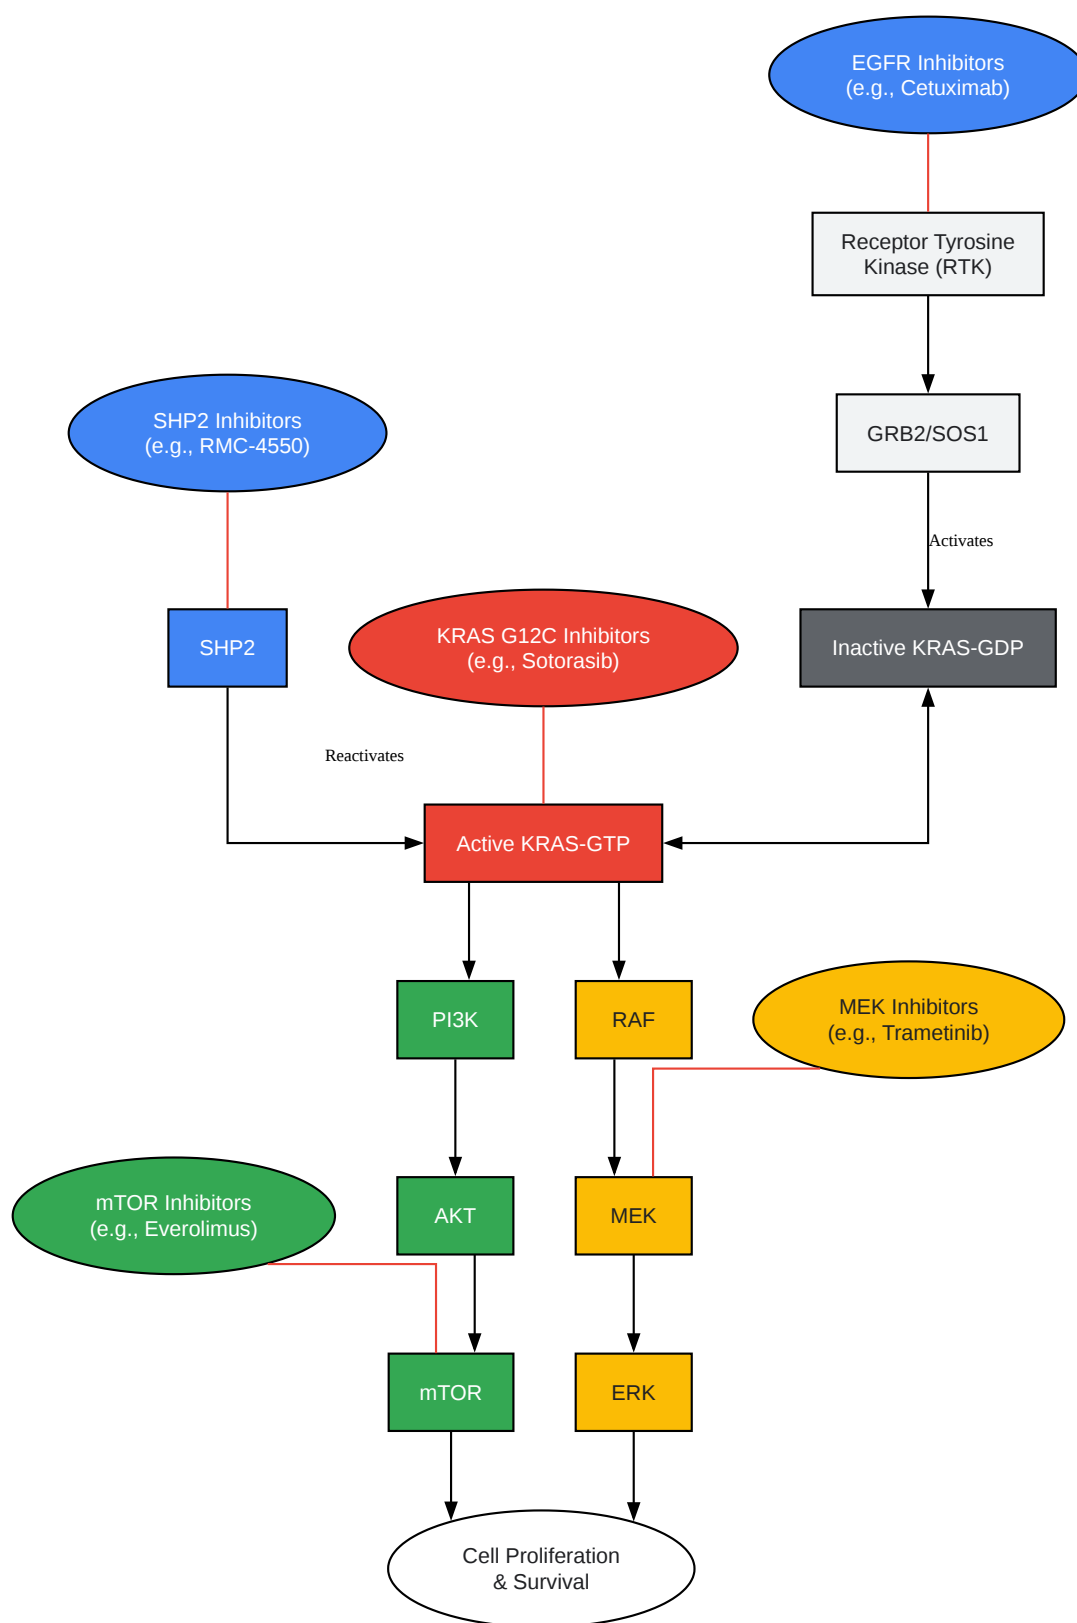 EGFR Inhibitors
(e.g., Cetuximab)
Receptor Tyrosine
Kinase (RTK)
SHP2 Inhibitors
(e.g., RMC-4550)
GRB2/SOS1
Activates
SHP2
KRAS G12C Inhibitors
(e.g., Sotorasib)
Inactive KRAS-GDP
Reactivates
Active KRAS-GTP
PI3K
RAF
MEK Inhibitors
(e.g., Trametinib)
mTOR Inhibitors
(e.g., Everolimus)
AKT
MEK
mTOR
ERK
Cell Proliferation
& Survival